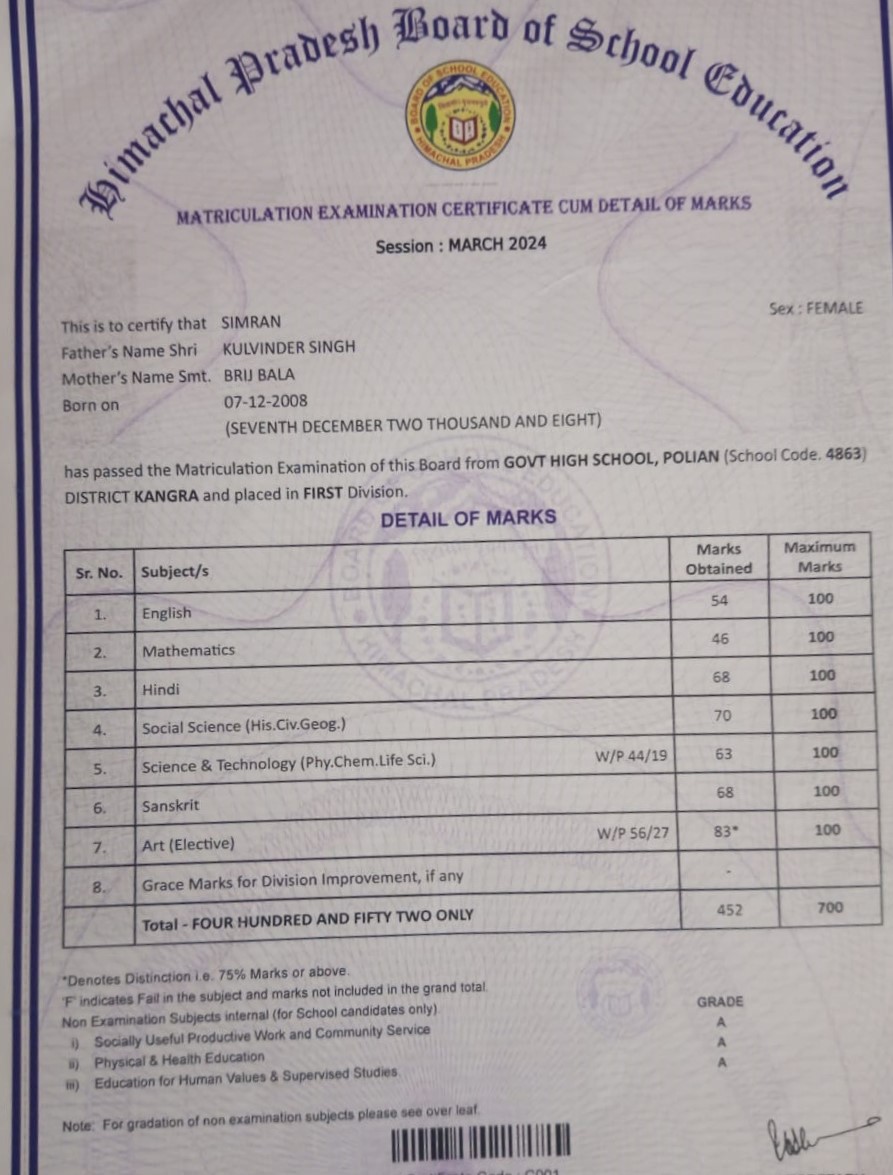 Himachal Pradesh Board of School Education
BOARD OF SCHOOL EDUCATION
HIMACHAL PRADESH
MATRICULATION EXAMINATION CERTIFICATE CUM DETAIL OF MARKS
Session : MARCH 2024
Sex : FEMALE
This is to certify that SIMRAN
Father's Name Shri KULVINDER SINGH
Mother's Name Smt. BRIJ BALA
Born on 07-12-2008
(SEVENTH DECEMBER TWO THOUSAND AND EIGHT)
has passed the Matriculation Examination of this Board from GOVT HIGH SCHOOL, POLIAN (School Code. 4863)
DISTRICT KANGRA and placed in FIRST Division.
DETAIL OF MARKS
Sr. No. Subject/s Marks Obtained Maximum Marks
1. English 54 100
2. Mathematics 46 100
3. Hindi 68 100
4. Social Science (His.Civ.Geog.) 70 100
5. Science & Technology (Phy.Chem.Life Sci.) W/P 44/19 63 100
6. Sanskrit 68 100
7. Art (Elective) W/P 56/27 83* 100
8. Grace Marks for Division Improvement, if any -
Total - FOUR HUNDRED AND FIFTY TWO ONLY 452 700
*Denotes Distinction i.e. 75% Marks or above.
'F' indicates Fail in the subject and marks not included in the grand total.
Non Examination Subjects internal (for School candidates only) GRADE
i) Socially Useful Productive Work and Community Service A
ii) Physical & Health Education A
iii) Education for Human Values & Supervised Studies A
Note: For gradation of non examination subjects please see over leaf.